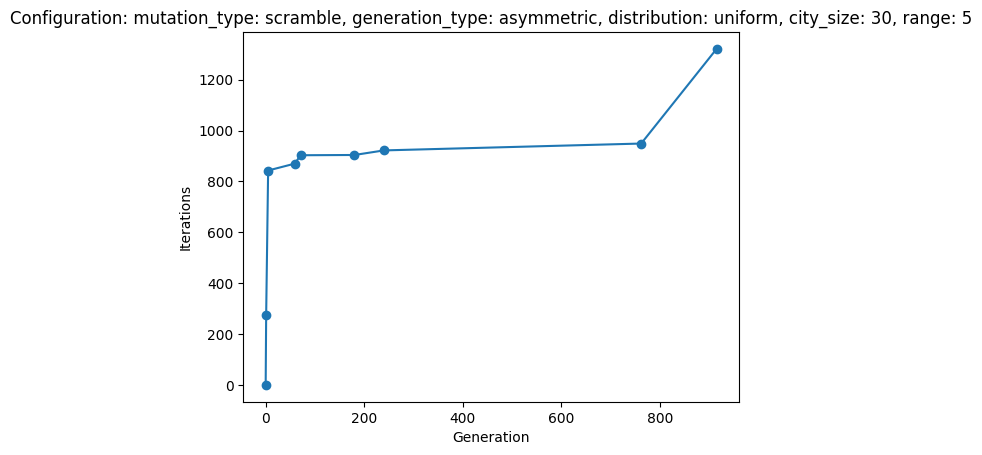 Configuration: mutation_type: scramble, generation_type: asymmetric, distribution: uniform, city_size: 30, range: 5
1200
1000
800
600
400
200
0
Iterations
0 200 400 600 800
Generation